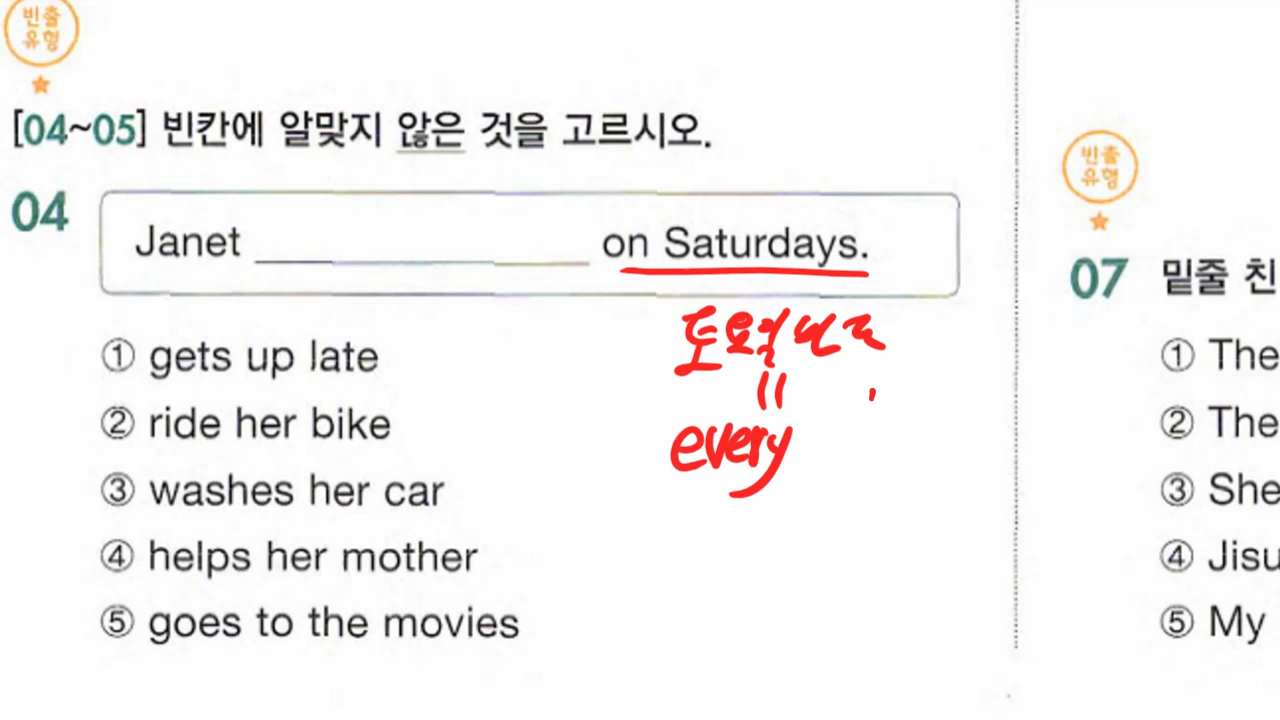 빈출
유형
[04~05] 빈칸에 알맞지 않은 것을 고르시오.
04
Janet ____________ on Saturdays.
① gets up late
② ride her bike
③ washes her car
④ helps her mother
⑤ goes to the movies
토요일마다
every
빈출
유형
07 밑줄 친
① The
② The
③ She
④ Jisu
⑤ My